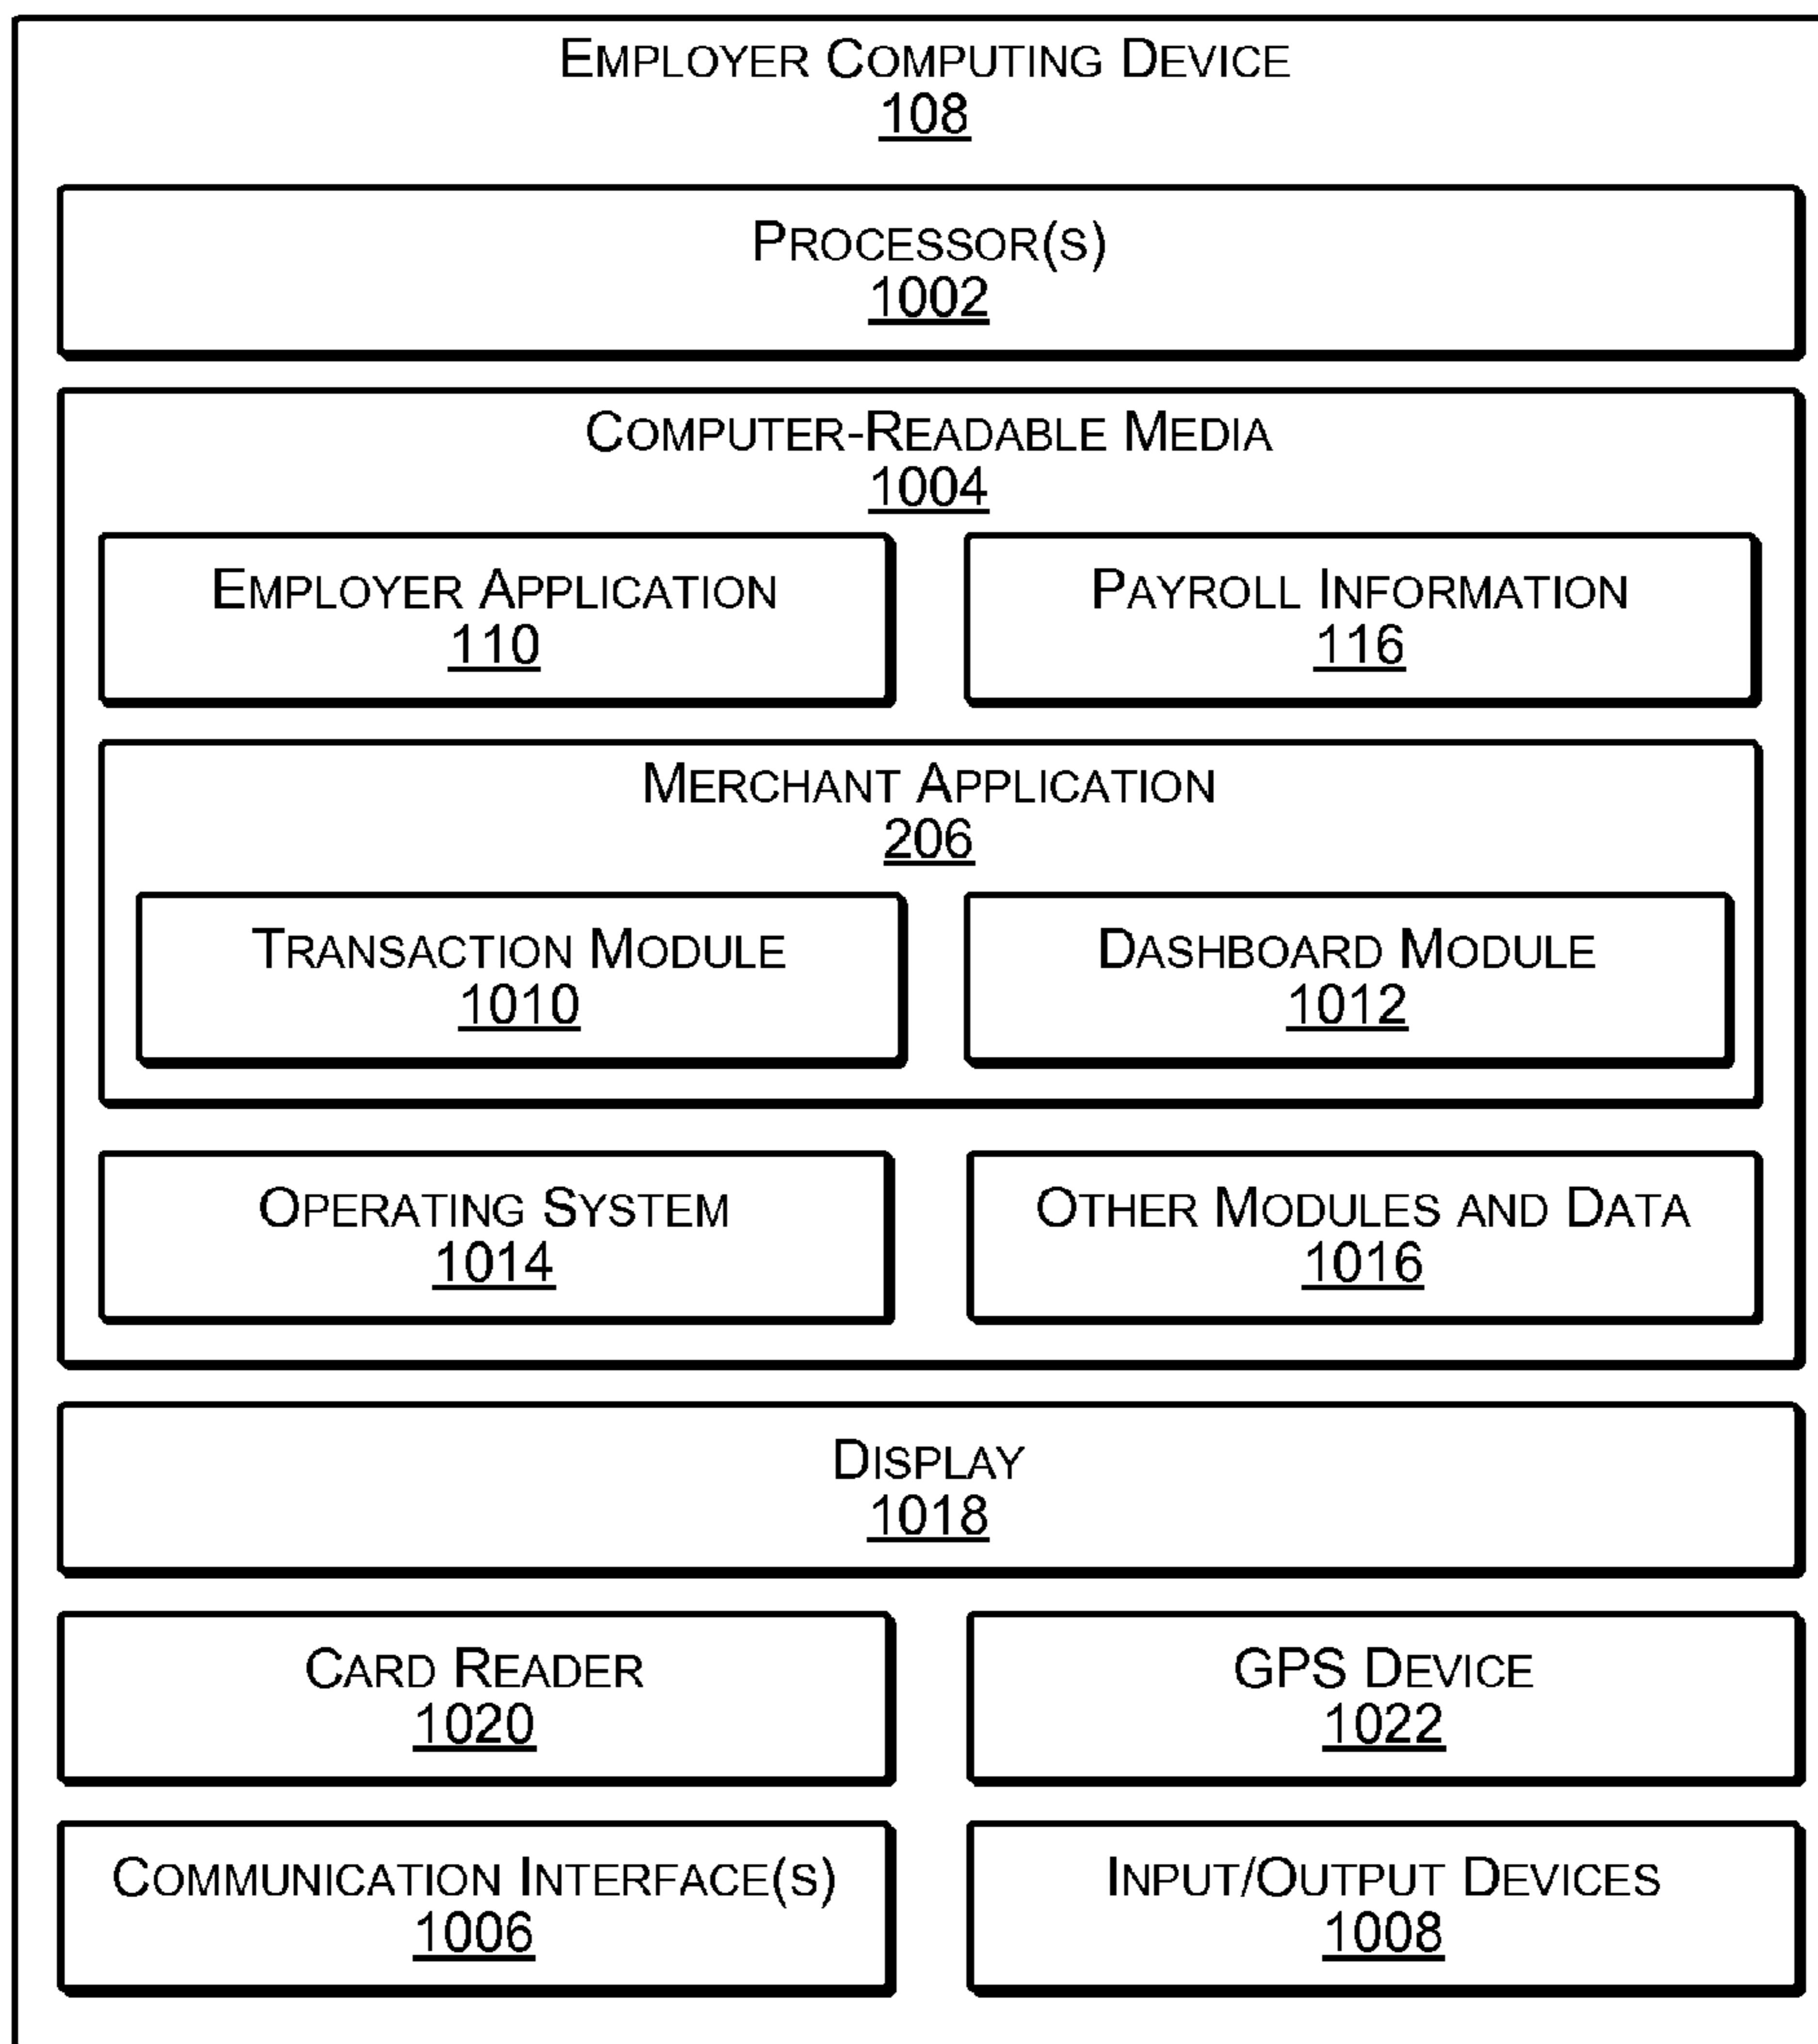 EMPLOYER COMPUTING DEVICE
108
PROCESSOR(S)
1002
COMPUTER-READABLE MEDIA
1004
EMPLOYER APPLICATION
110
PAYROLL INFORMATION
116
MERCHANT APPLICATION
206
TRANSACTION MODULE
1010
DASHBOARD MODULE
1012
OPERATING SYSTEM
1014
OTHER MODULES AND DATA
1016
DISPLAY
1018
CARD READER
1020
GPS DEVICE
1022
COMMUNICATION INTERFACE(S)
1006
INPUT/OUTPUT DEVICES
1008